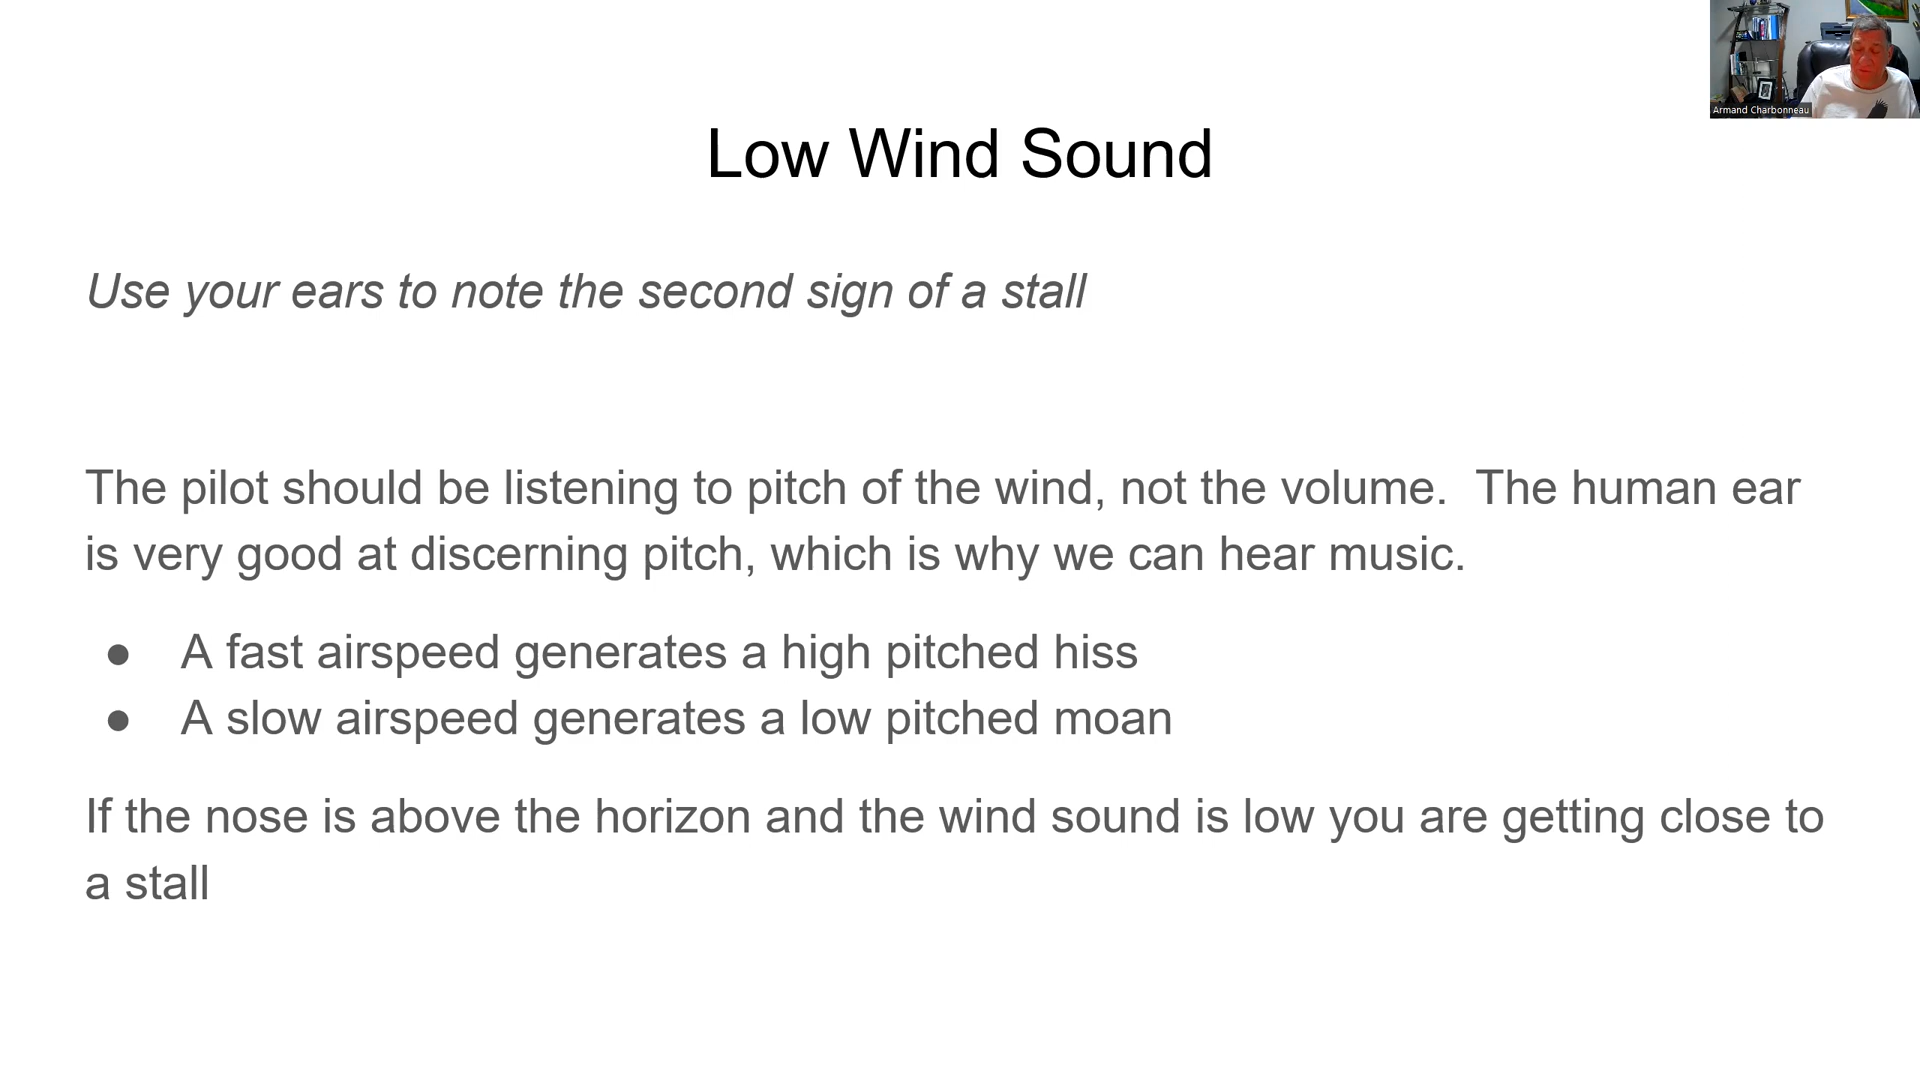 Armand Charbonneau
Low Wind Sound
Use your ears to note the second sign of a stall
The pilot should be listening to pitch of the wind, not the volume.  The human ear
is very good at discerning pitch, which is why we can hear music.
● A fast airspeed generates a high pitched hiss
● A slow airspeed generates a low pitched moan
If the nose is above the horizon and the wind sound is low you are getting close to
a stall